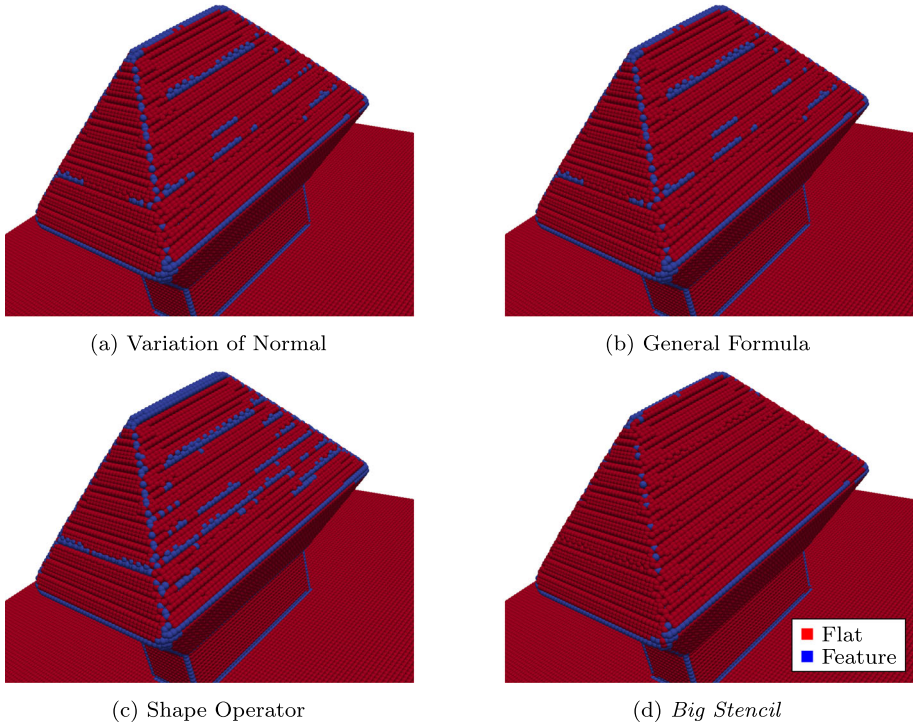 (a) Variation of Normal
(b) General Formula
Flat
Feature
(c) Shape Operator
(d) Big Stencil